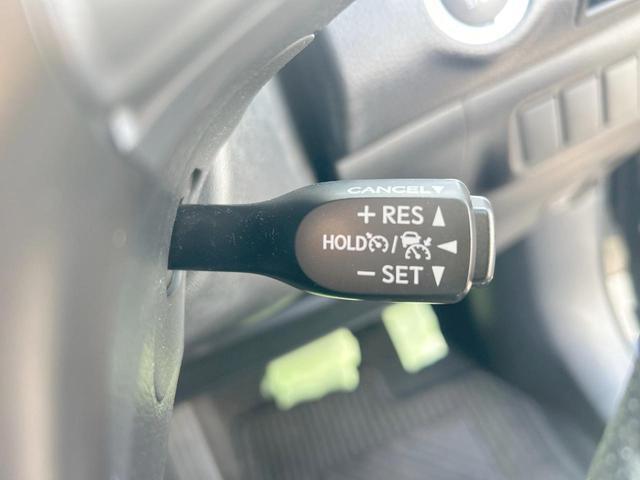 CANCEL▼
+ RES ▲
HOLD / ◀
− SET ▼